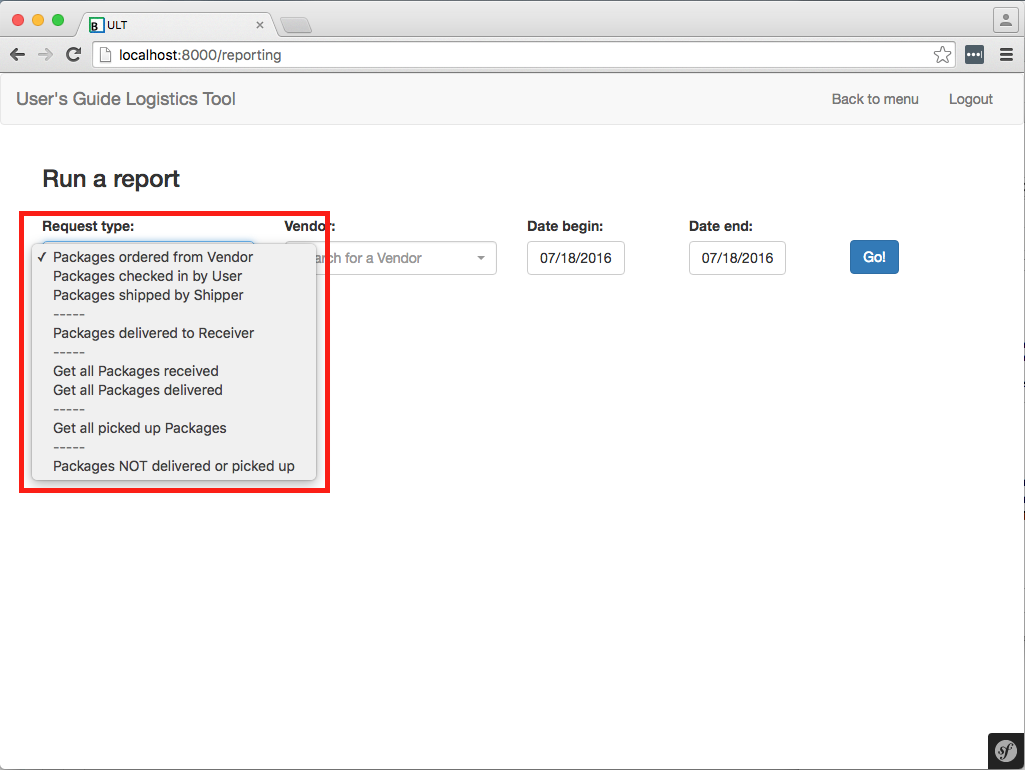 B ULT
localhost:8000/reporting
User's Guide Logistics Tool
Back to menu
Logout
Run a report
Request type:
Vendor:
Date begin:
Date end:
arch for a Vendor
07/18/2016
07/18/2016
Go!
✓ Packages ordered from Vendor
Packages checked in by User
Packages shipped by Shipper
-----
Packages delivered to Receiver
-----
Get all Packages received
Get all Packages delivered
-----
Get all picked up Packages
-----
Packages NOT delivered or picked up
sf